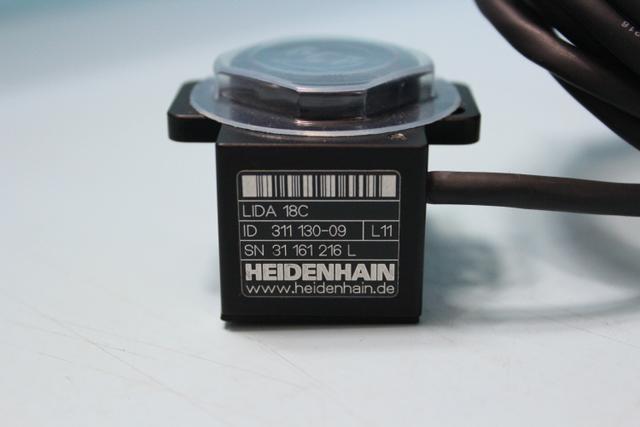 LIDA 18C
ID 311 130-09 L11
SN 31 161 216 L
HEIDENHAIN
www.heidenhain.de